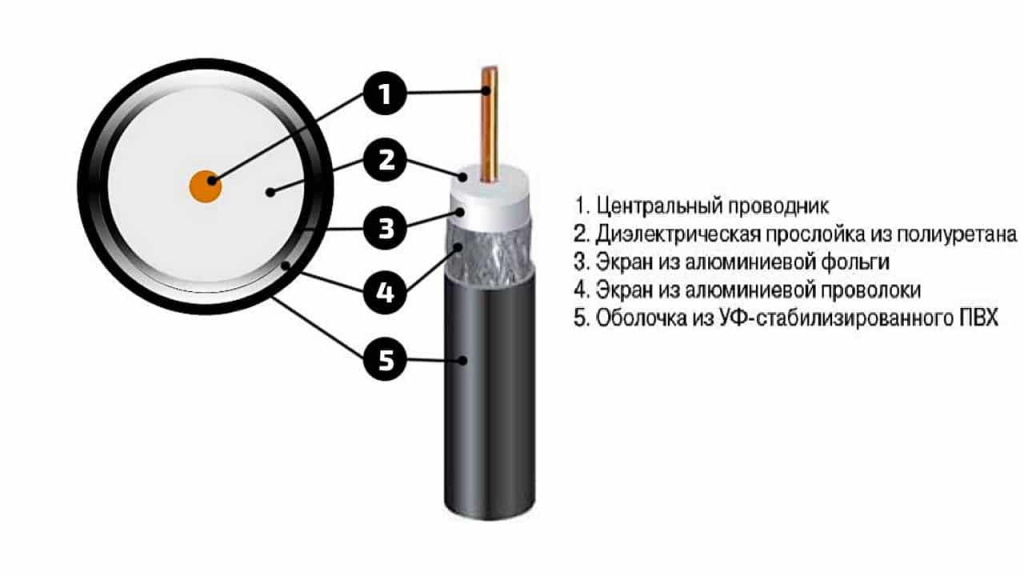 1
2
3
4
5
1. Центральный проводник
2. Диэлектрическая прослойка из полиуретана
3. Экран из алюминиевой фольги
4. Экран из алюминиевой проволоки
5. Оболочка из УФ-стабилизированного ПВХ